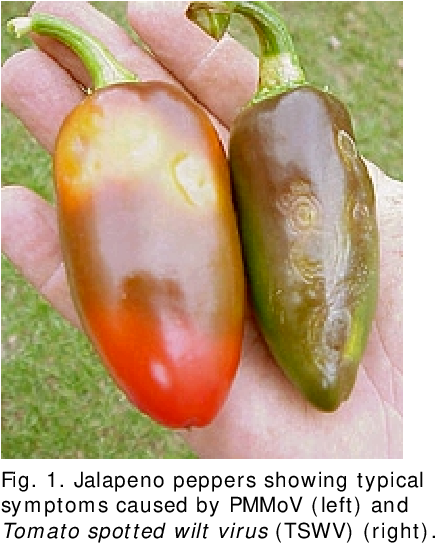 Fig. 1. Jalapeno peppers showing typical
symptoms caused by PMMoV (left) and
Tomato spotted wilt virus (TSWV) (right).